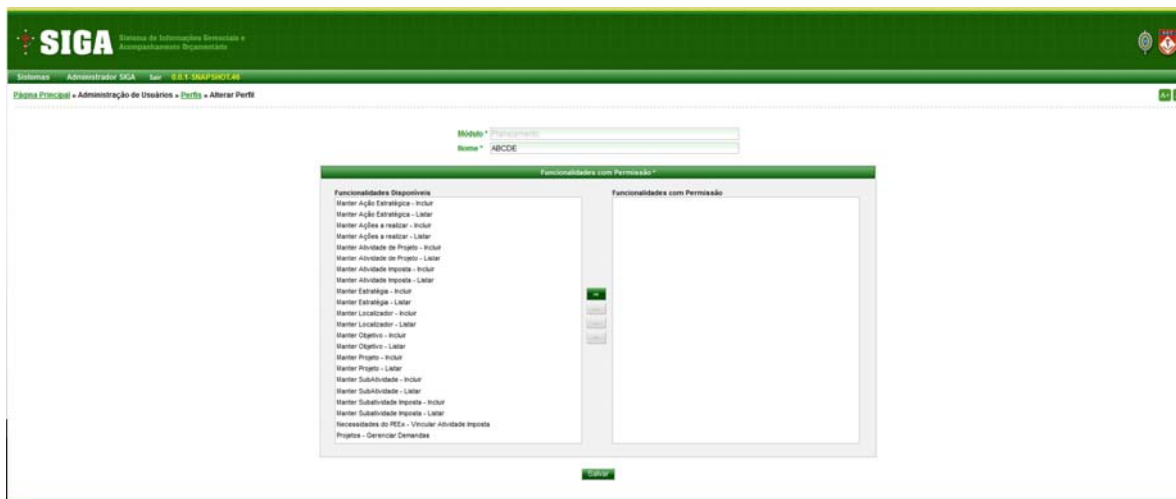 SIGA
Sistema de Informações Gerenciais e
Acompanhamento Orçamentário
Sistemas Administrador SIGA Sair 0.0.1-SNAPSHOT.46
Página Principal » Administração de Usuários » Perfis » Alterar Perfil
A+
Módulo * Planejamento
Nome * ABCDE
Funcionalidades com Permissão *
Funcionalidades Disponíveis Funcionalidades com Permissão
Manter Ação Estratégica - Incluir
Manter Ação Estratégica - Listar
Manter Ações a realizar - Incluir
Manter Ações a realizar - Listar
Manter Atividade de Projeto - Incluir
Manter Atividade de Projeto - Listar
Manter Atividade Imposta - Incluir
Manter Atividade Imposta - Listar
Manter Estratégia - Incluir
Manter Estratégia - Listar
Manter Localizador - Incluir
Manter Localizador - Listar
Manter Objetivo - Incluir
Manter Objetivo - Listar
Manter Projeto - Incluir
Manter Projeto - Listar
Manter SubAtividade - Incluir
Manter SubAtividade - Listar
Manter Subatividade Imposta - Incluir
Manter Subatividade Imposta - Listar
Necessidades do PEEx - Vincular Atividade Imposta
Projetos - Gerenciar Demandas
Salvar